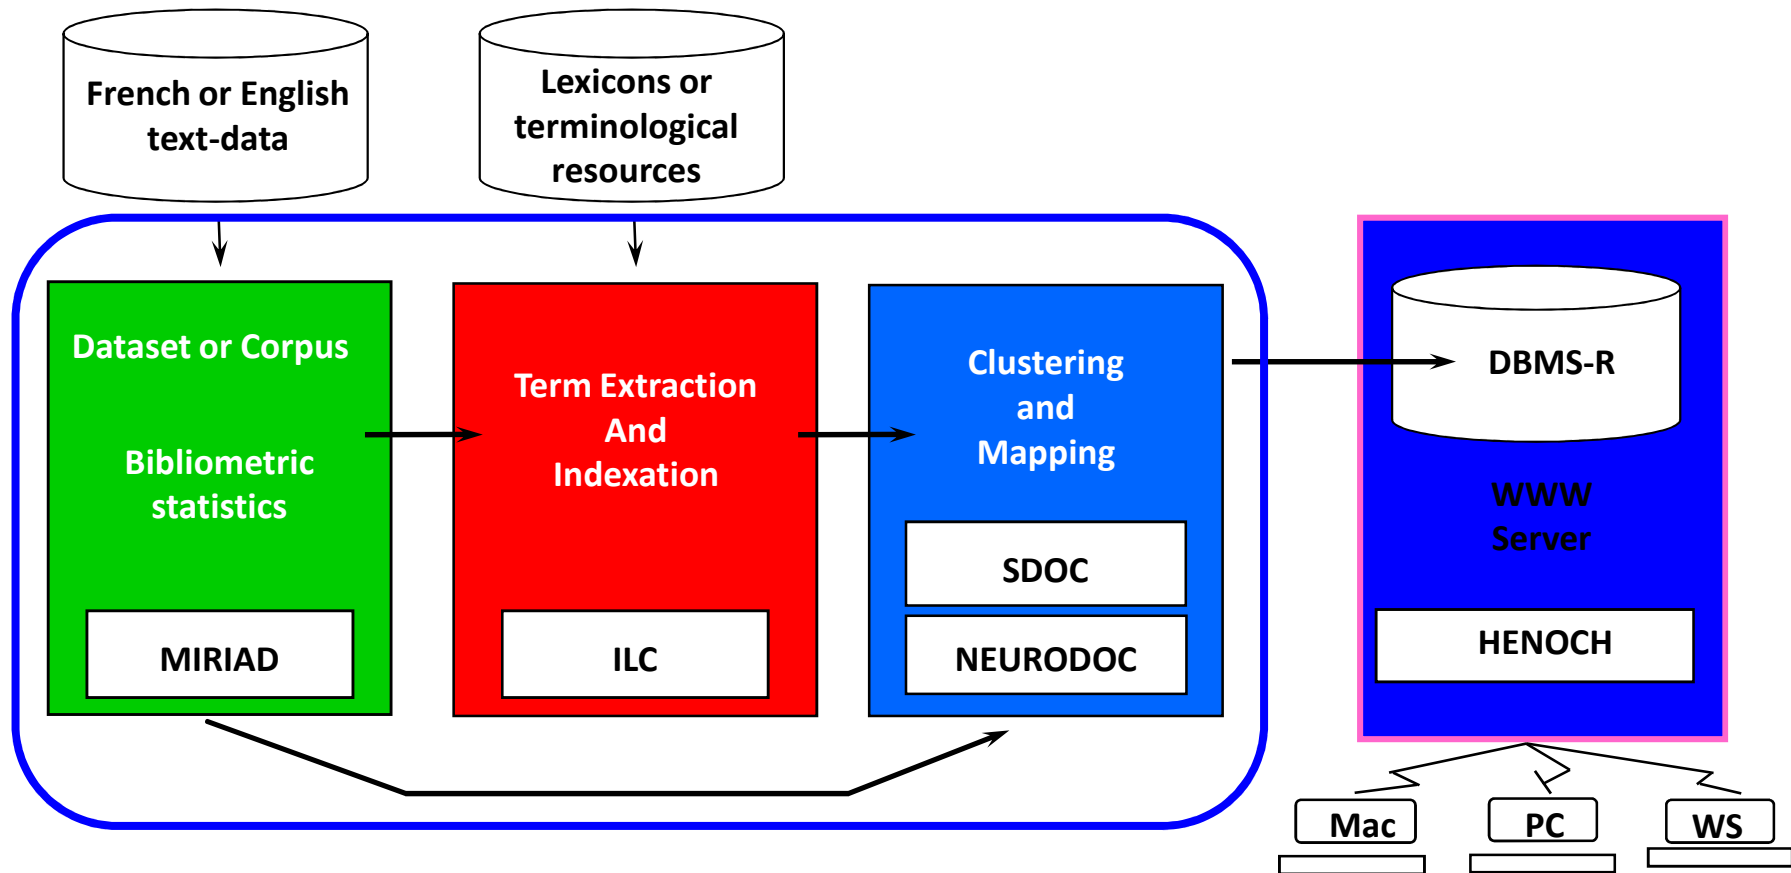 French or English
text-data
Lexicons or
terminological
resources
Dataset or Corpus
Bibliometric
statistics
MIRIAD
Term Extraction
And
Indexation
ILC
Clustering
and
Mapping
SDOC
NEURODOC
DBMS-R
WWW
Server
HENOCH
Mac
PC
WS